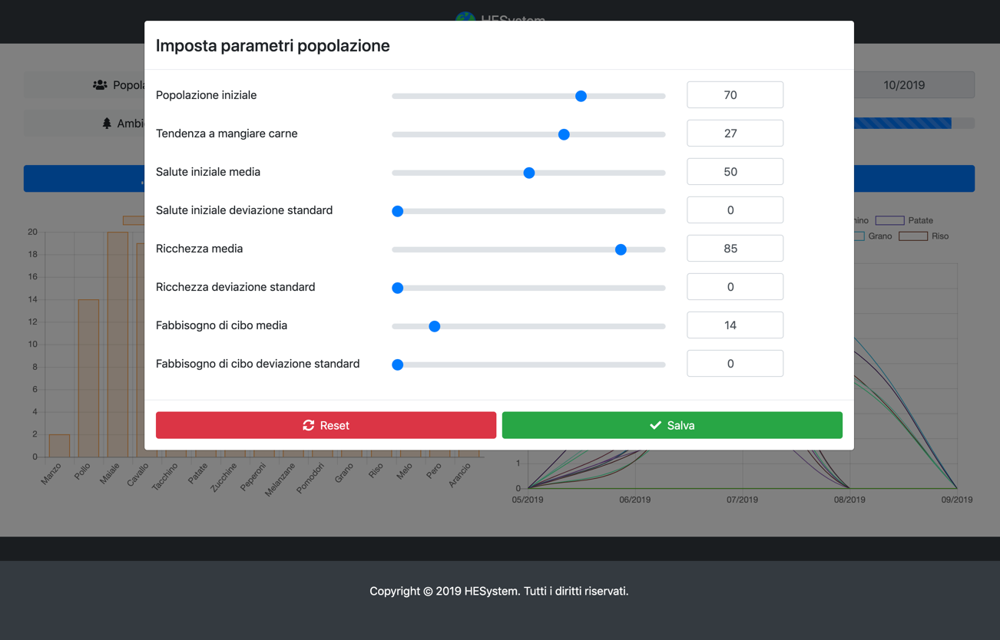 HESystem
Imposta parametri popolazione
Popolazione iniziale 70
Tendenza a mangiare carne 27
Salute iniziale media 50
Salute iniziale deviazione standard 0
Ricchezza media 85
Ricchezza deviazione standard 0
Fabbisogno di cibo media 14
Fabbisogno di cibo deviazione standard 0
Reset
Salva
10/2019
Patate
Grano Riso
20
18
16
14
12
10
8
6
4
2
0
Manzo Pollo Maiale Cavallo Tacchino Patate Zucchine Peperoni Melanzane Pomodori Grano Riso Melo Pero Arancio
1
0
05/2019 06/2019 07/2019 08/2019 09/2019
Copyright © 2019 HESystem. Tutti i diritti riservati.